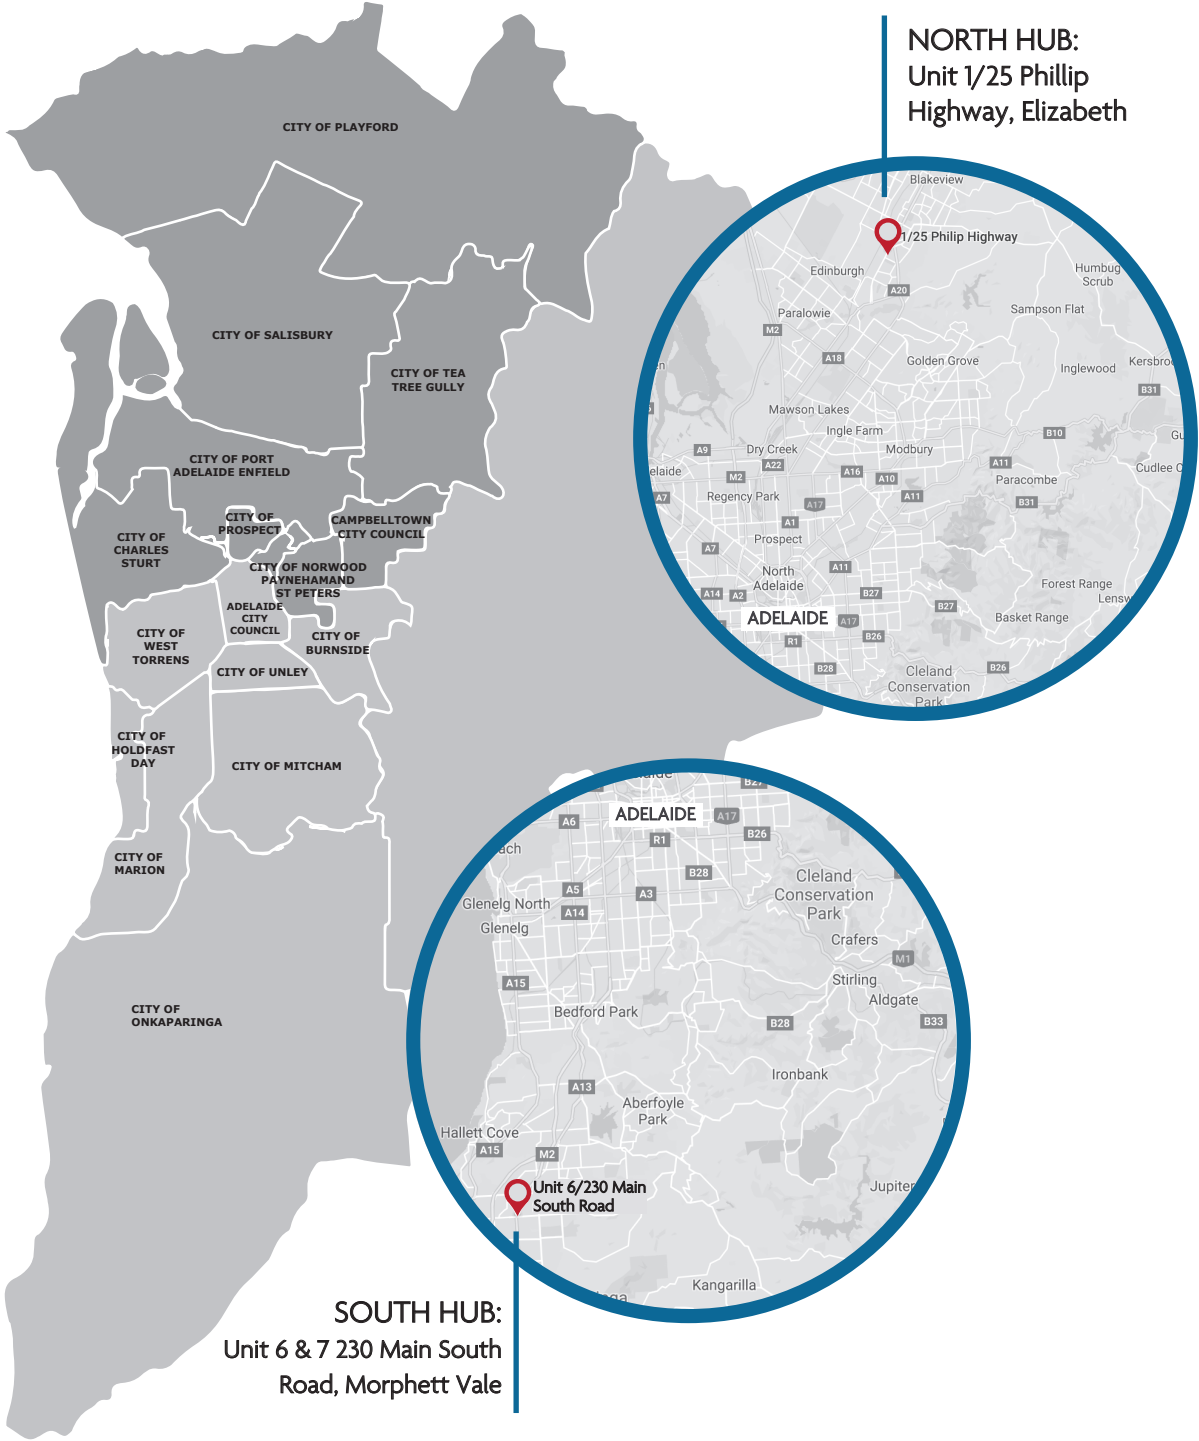 NORTH HUB:
Unit 1/25 Phillip
Highway, Elizabeth
CITY OF PLAYFORD
CITY OF SALISBURY
CITY OF TEA
TREE GULLY
CITY OF PORT
ADELAIDE ENFIELD
CITY OF
PROSPECT
CAMPBELLTOWN
CITY COUNCIL
CITY OF
CHARLES
STURT
CITY OF NORWOOD
PAYNEHAMAND
ST PETERS
ADELAIDE
CITY
COUNCIL
CITY OF
WEST
TORRENS
CITY OF
BURNSIDE
CITY OF UNLEY
CITY OF
HOLDFAST
DAY
CITY OF MITCHAM
CITY OF
MARION
CITY OF
ONKAPARINGA
Blakeview
1/25 Philip Highway
Edinburgh
Humbug
Scrub
A20
Paralowie
Sampson Flat
M2
A18
Golden Grove
Inglewood
Kersbro
B31
Mawson Lakes
Ingle Farm
B10
Gu
A9
Dry Creek
Modbury
A22
A11
Cudlee C
elaide
M2
A16
A10
Paracombe
A7
Regency Park
A17
A11
B31
A1
Prospect
A7
North
Adelaide
A11
Forest Range
A14
A2
B27
Lensw
B27
ADELAIDE
A17
Basket Range
R1
B26
B28
Cleland
Conservation
Park
B26
aide
B27
ADELAIDE
A17
A6
R1
B26
ach
B28
Cleland
Conservation
Park
A5
A3
Glenelg North
A14
Glenelg
Crafers
M1
A15
Stirling
Aldgate
Bedford Park
B28
B33
Ironbank
A13
Aberfoyle
Park
Hallett Cove
A15
M2
Unit 6/230 Main
South Road
Jupiter
Kangarilla
nga
SOUTH HUB:
Unit 6 & 7 230 Main South
Road, Morphett Vale